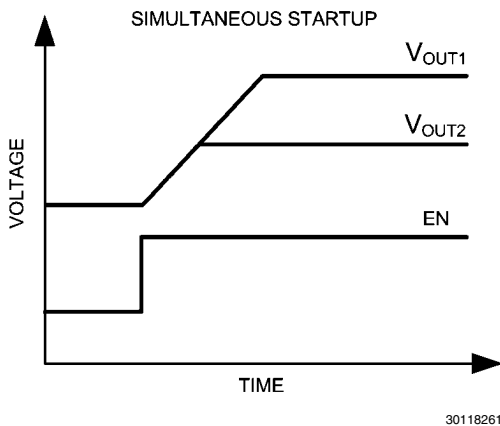 SIMULTANEOUS STARTUP
VOUT1
VOUT2
VOLTAGE
EN
TIME
30118261